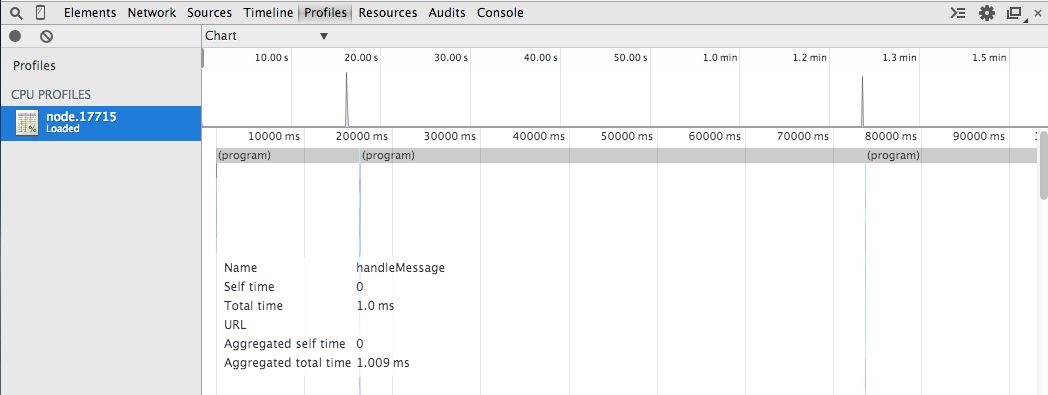 Elements Network Sources Timeline Profiles Resources Audits Console
Chart
Profiles
CPU PROFILES
node.17715
Loaded
10.00 s 20.00 s 30.00 s 40.00 s 50.00 s 1.0 min 1.2 min 1.3 min 1.5 min
10000 ms 20000 ms 30000 ms 40000 ms 50000 ms 60000 ms 70000 ms 80000 ms 90000 ms 1
(program) (program) (program)
Name handleMessage
Self time 0
Total time 1.0 ms
URL
Aggregated self time 0
Aggregated total time 1.009 ms